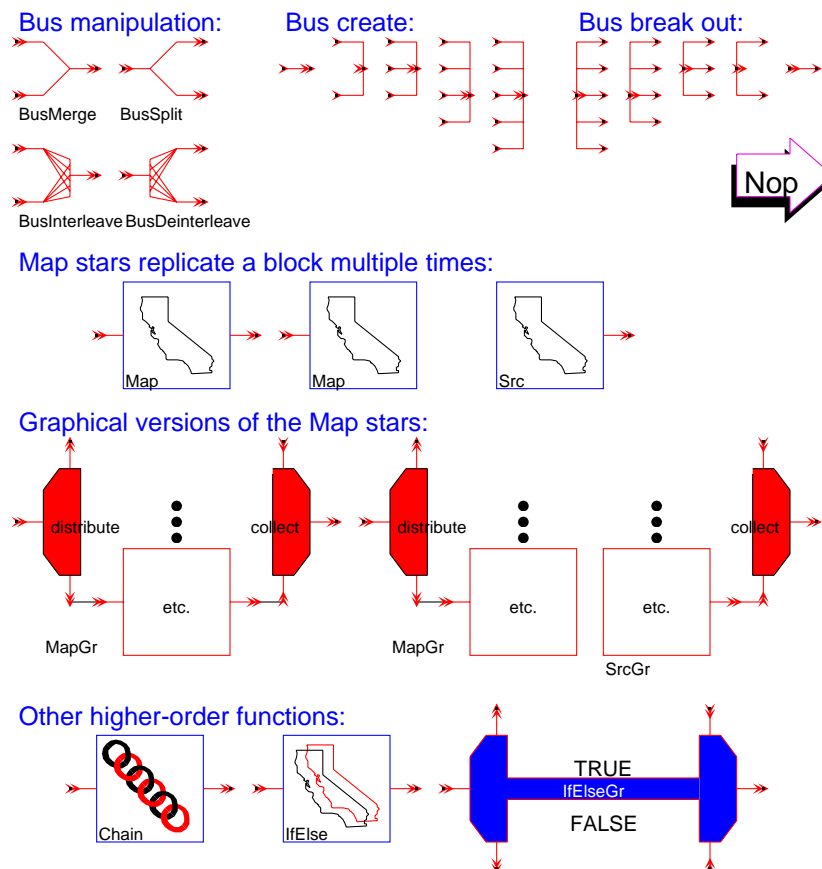 Bus manipulation:
Bus create:
Bus break out:
BusMerge
BusSplit
Nop
BusInterleave
BusDeinterleave
Map stars replicate a block multiple times:
Map
Map
Src
Graphical versions of the Map stars:
distribute
collect
distribute
collect
etc.
etc.
etc.
MapGr
MapGr
SrcGr
Other higher-order functions:
TRUE
IfElseGr
FALSE
Chain
IfElse